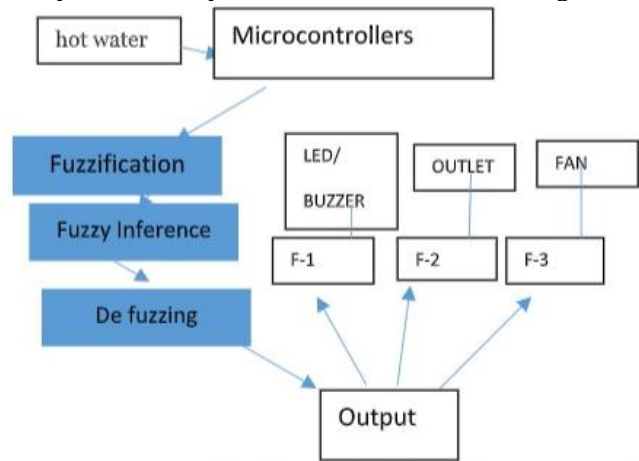 hot water
Microcontrollers
Fuzzification
Fuzzy Inference
De fuzzing
LED/
BUZZER
OUTLET
FAN
F-1
F-2
F-3
Output